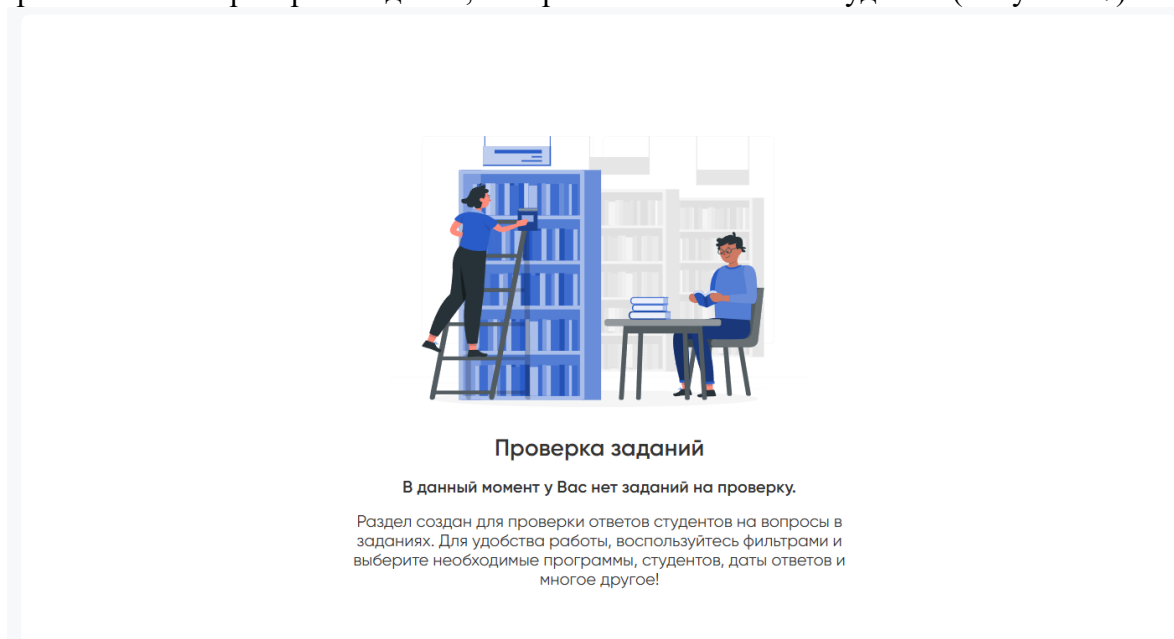 Проверка заданий
В данный момент у Вас нет заданий на проверку.
Раздел создан для проверки ответов студентов на вопросы в
заданиях. Для удобства работы, воспользуйтесь фильтрами и
выберите необходимые программы, студентов, даты ответов и
многое другое!